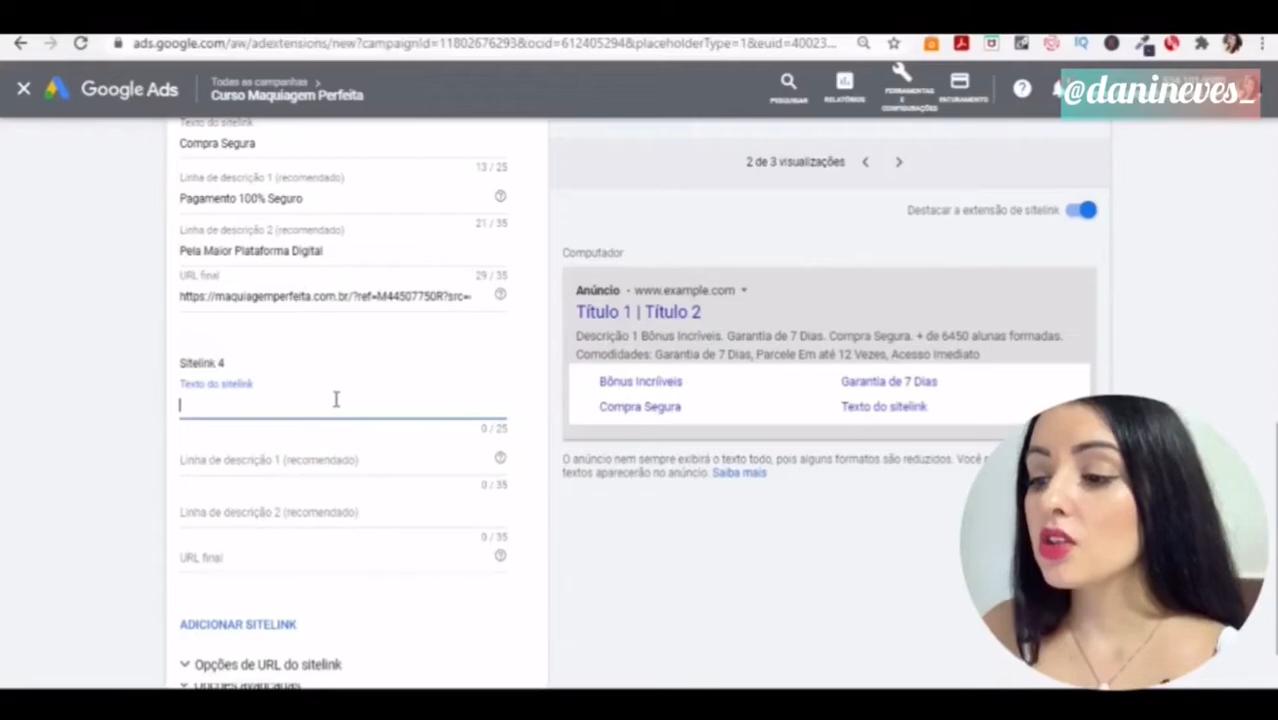 ads.google.com/aw/adextensions/new?campaignId=11802676293&ocid=612405294&placeholderType=1&euid=40023...
Google Ads
Todas as campanhas
Curso Maquiagem Perfeita
PESQUISAR
RELATÓRIOS
FERRAMENTAS E CONFIGURAÇÕES
FATURAMENTO
@danineves_
Texto do sitelink
Compra Segura
13 / 25
Linha de descrição 1 (recomendado)
Pagamento 100% Seguro
21 / 35
Linha de descrição 2 (recomendado)
Pela Maior Plataforma Digital
29 / 35
URL final
https://maquiagemperfeita.com.br/?ref=M44507750R?src=
Sitelink 4
Texto do sitelink
0 / 25
Linha de descrição 1 (recomendado)
0 / 35
Linha de descrição 2 (recomendado)
0 / 35
URL final
ADICIONAR SITELINK
Opções de URL do sitelink
Opções avançadas
2 de 3 visualizações
Destacar a extensão de sitelink
Computador
Anúncio · www.example.com
Título 1 | Título 2
Descrição 1 Bônus Incríveis. Garantia de 7 Dias. Compra Segura. + de 6450 alunas formadas.
Comodidades: Garantia de 7 Dias, Parcele Em até 12 Vezes, Acesso Imediato
Bônus Incríveis
Garantia de 7 Dias
Compra Segura
Texto do sitelink
O anúncio nem sempre exibirá o texto todo, pois alguns formatos são reduzidos. Você
textos aparecerão no anúncio. Saiba mais